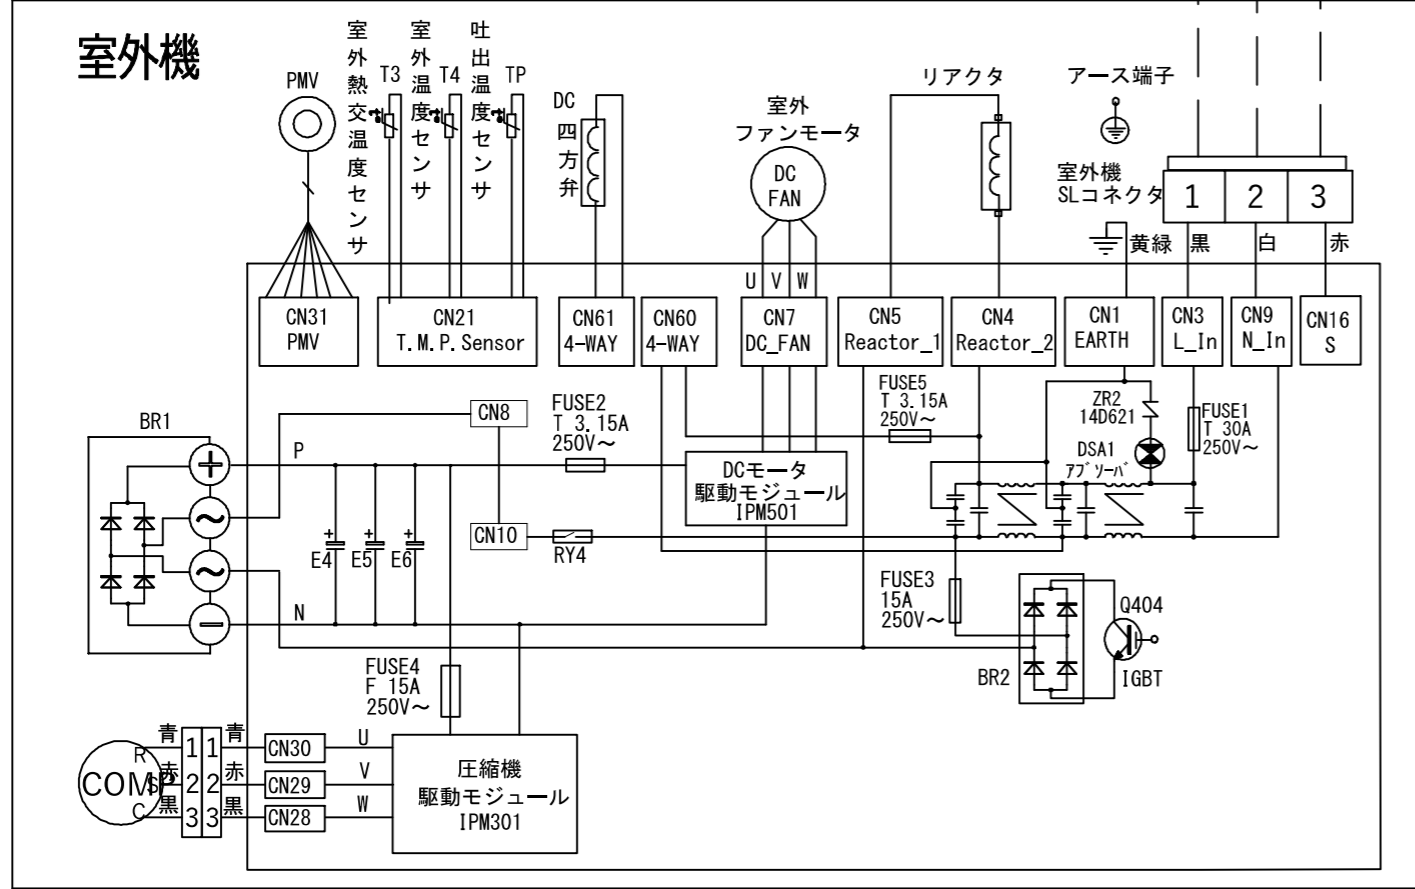 室外機
PMV
室外熱交温度センサ
T3
室外温度センサ
T4
吐出温度センサ
TP
DC四方弁
室外
ファンモータ
DC
FAN
リアクタ
アース端子
室外機
SLコネクタ
1
2
3
黄緑
黒
白
赤
U
V
W
CN31
PMV
CN21
T.M.P.Sensor
CN61
4-WAY
CN60
4-WAY
CN7
DC_FAN
CN5
Reactor_1
CN4
Reactor_2
CN1
EARTH
CN3
L_In
CN9
N_In
CN16
S
BR1
P
N
CN8
CN10
RY4
FUSE2
T 3.15A
250V～
FUSE5
T 3.15A
250V～
ZR2
14D621
DSA1
アブソーバ
FUSE1
T 30A
250V～
DCモータ
駆動モジュール
IPM501
E4
E5
E6
FUSE3
15A
250V～
BR2
Q404
IGBT
FUSE4
F 15A
250V～
COMP
R
S
C
青
赤
黒
1
2
3
1
2
3
青
赤
黒
CN30
CN29
CN28
U
V
W
圧縮機
駆動モジュール
IPM301